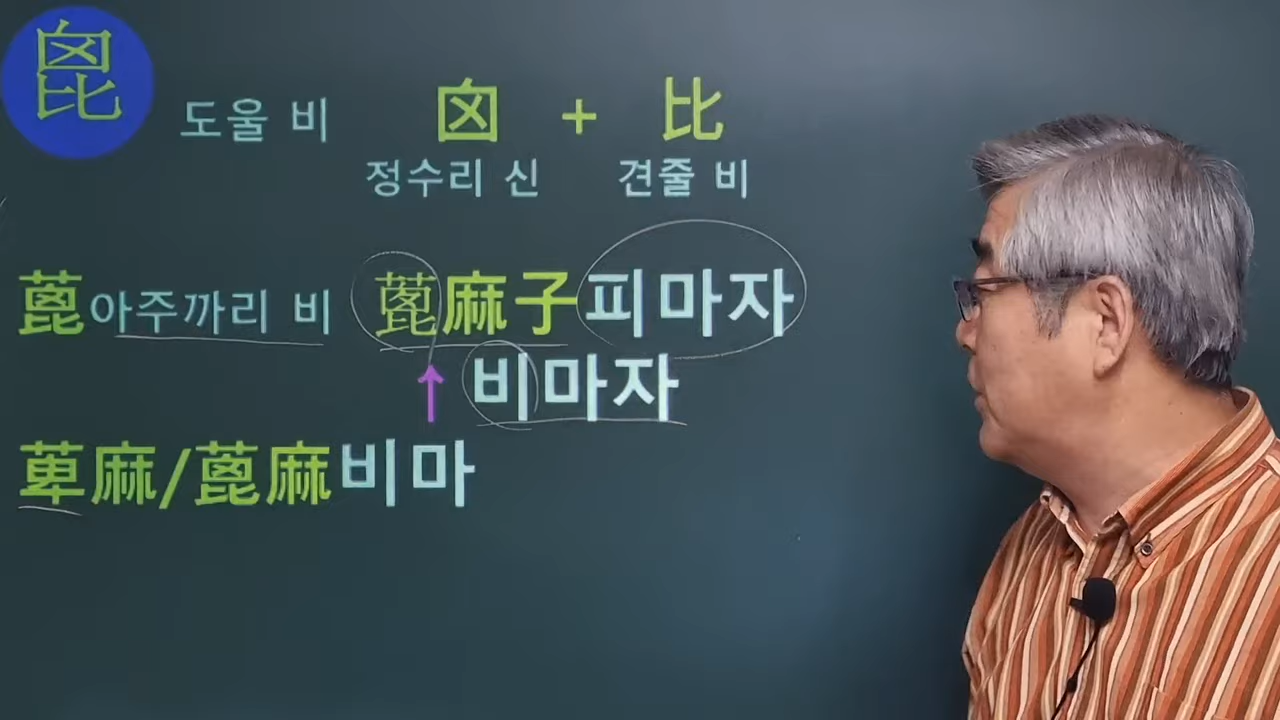 𣬉 도울 비 囟 + 比
정수리 신 견줄 비
蓖아주까리 비 蓖麻子피마자
↑ 비마자
萆麻/蓖麻비마